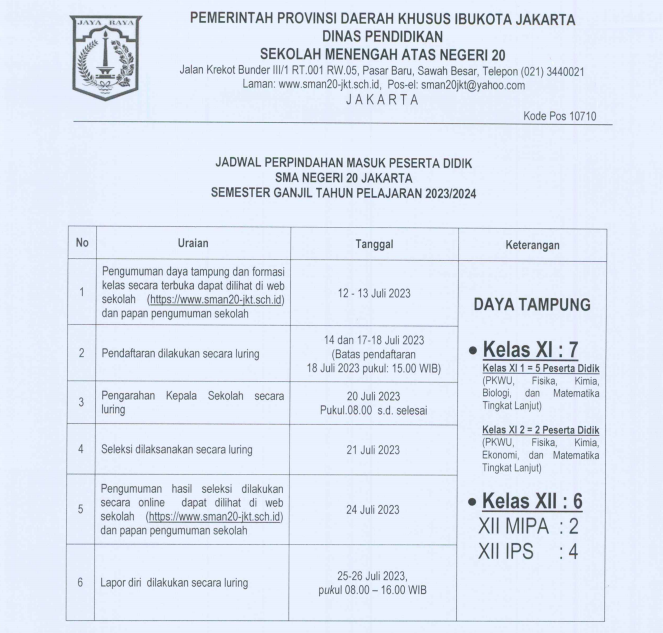 JAYA RAYA
PEMERINTAH PROVINSI DAERAH KHUSUS IBUKOTA JAKARTA
DINAS PENDIDIKAN
SEKOLAH MENENGAH ATAS NEGERI 20
Jalan Krekot Bunder III/1 RT.001 RW.05, Pasar Baru, Sawah Besar, Telepon (021) 3440021
Laman: www.sman20-jkt.sch.id, Pos-el: sman20jkt@yahoo.com
J A K A R T A
Kode Pos 10710
JADWAL PERPINDAHAN MASUK PESERTA DIDIK
SMA NEGERI 20 JAKARTA
SEMESTER GANJIL TAHUN PELAJARAN 2023/2024
No Uraian Tanggal Keterangan
1
Pengumuman daya tampung dan formasi
kelas secara terbuka dapat dilihat di web
sekolah (https://www.sman20-jkt.sch.id)
dan papan pengumuman sekolah
12 - 13 Juli 2023
2
Pendaftaran dilakukan secara luring
14 dan 17-18 Juli 2023
(Batas pendaftaran
18 Juli 2023 pukul: 15.00 WIB)
3
Pengarahan Kepala Sekolah secara
luring
20 Juli 2023
Pukul.08.00 s.d. selesai
4
Seleksi dilaksanakan secara luring
21 Juli 2023
5
Pengumuman hasil seleksi dilakukan
secara online dapat dilihat di web
sekolah (https://www.sman20-jkt.sch.id)
dan papan pengumuman sekolah
24 Juli 2023
6
Lapor diri dilakukan secara luring
25-26 Juli 2023,
pukul 08.00 – 16.00 WIB
DAYA TAMPUNG
• Kelas XI : 7
Kelas XI 1 = 5 Peserta Didik
(PKWU, Fisika, Kimia,
Biologi, dan Matematika
Tingkat Lanjut)
Kelas XI 2 = 2 Peserta Didik
(PKWU, Fisika, Kimia,
Ekonomi, dan Matematika
Tingkat Lanjut)
• Kelas XII : 6
XII MIPA : 2
XII IPS : 4